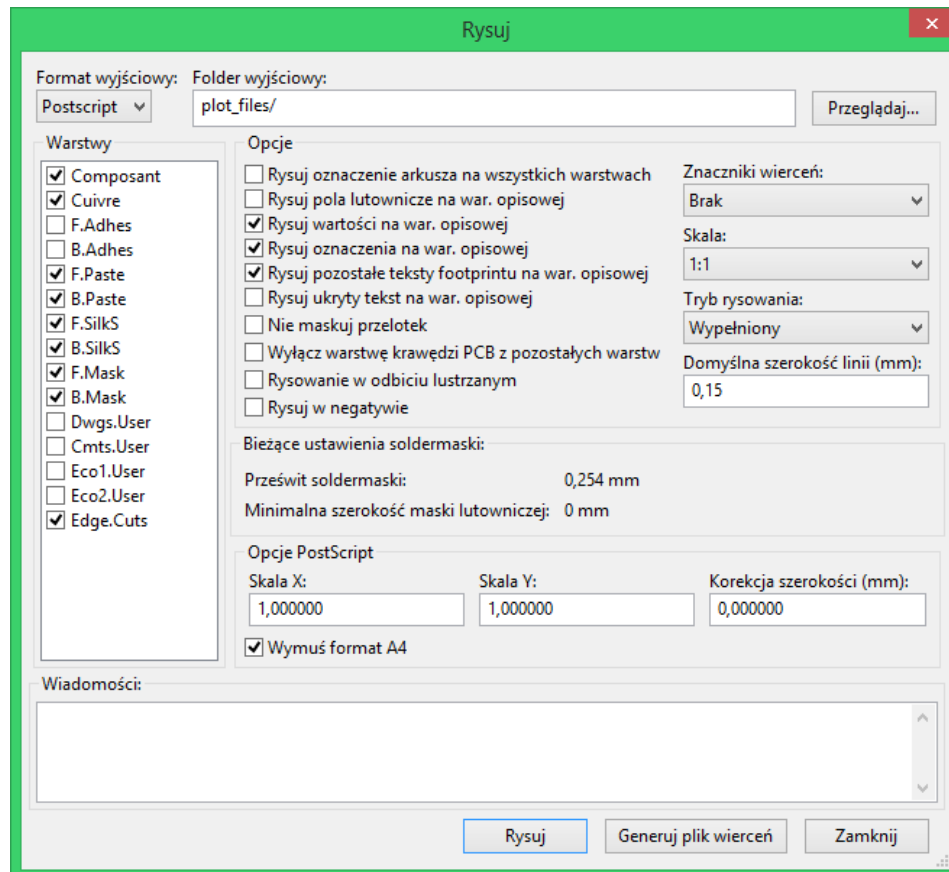 Rysuj
Format wyjściowy:
Folder wyjściowy:
Postscript
plot_files/
Przeglądaj...
Warstwy
Composant
Cuivre
F.Adhes
B.Adhes
F.Paste
B.Paste
F.SilkS
B.SilkS
F.Mask
B.Mask
Dwgs.User
Cmts.User
Eco1.User
Eco2.User
Edge.Cuts
Opcje
Rysuj oznaczenie arkusza na wszystkich warstwach
Rysuj pola lutownicze na war. opisowej
Rysuj wartości na war. opisowej
Rysuj oznaczenia na war. opisowej
Rysuj pozostałe teksty footprintu na war. opisowej
Rysuj ukryty tekst na war. opisowej
Nie maskuj przelotek
Wyłącz warstwę krawędzi PCB z pozostałych warstw
Rysowanie w odbiciu lustrzanym
Rysuj w negatywie
Znaczniki wierceń:
Brak
Skala:
1:1
Tryb rysowania:
Wypełniony
Domyślna szerokość linii (mm):
0,15
Bieżące ustawienia soldermaski:
Prześwit soldermaski: 0,254 mm
Minimalna szerokość maski lutowniczej: 0 mm
Opcje PostScript
Skala X:
1,000000
Skala Y:
1,000000
Korekcja szerokości (mm):
0,000000
Wymuś format A4
Wiadomości:
Rysuj
Generuj plik wierceń
Zamknij